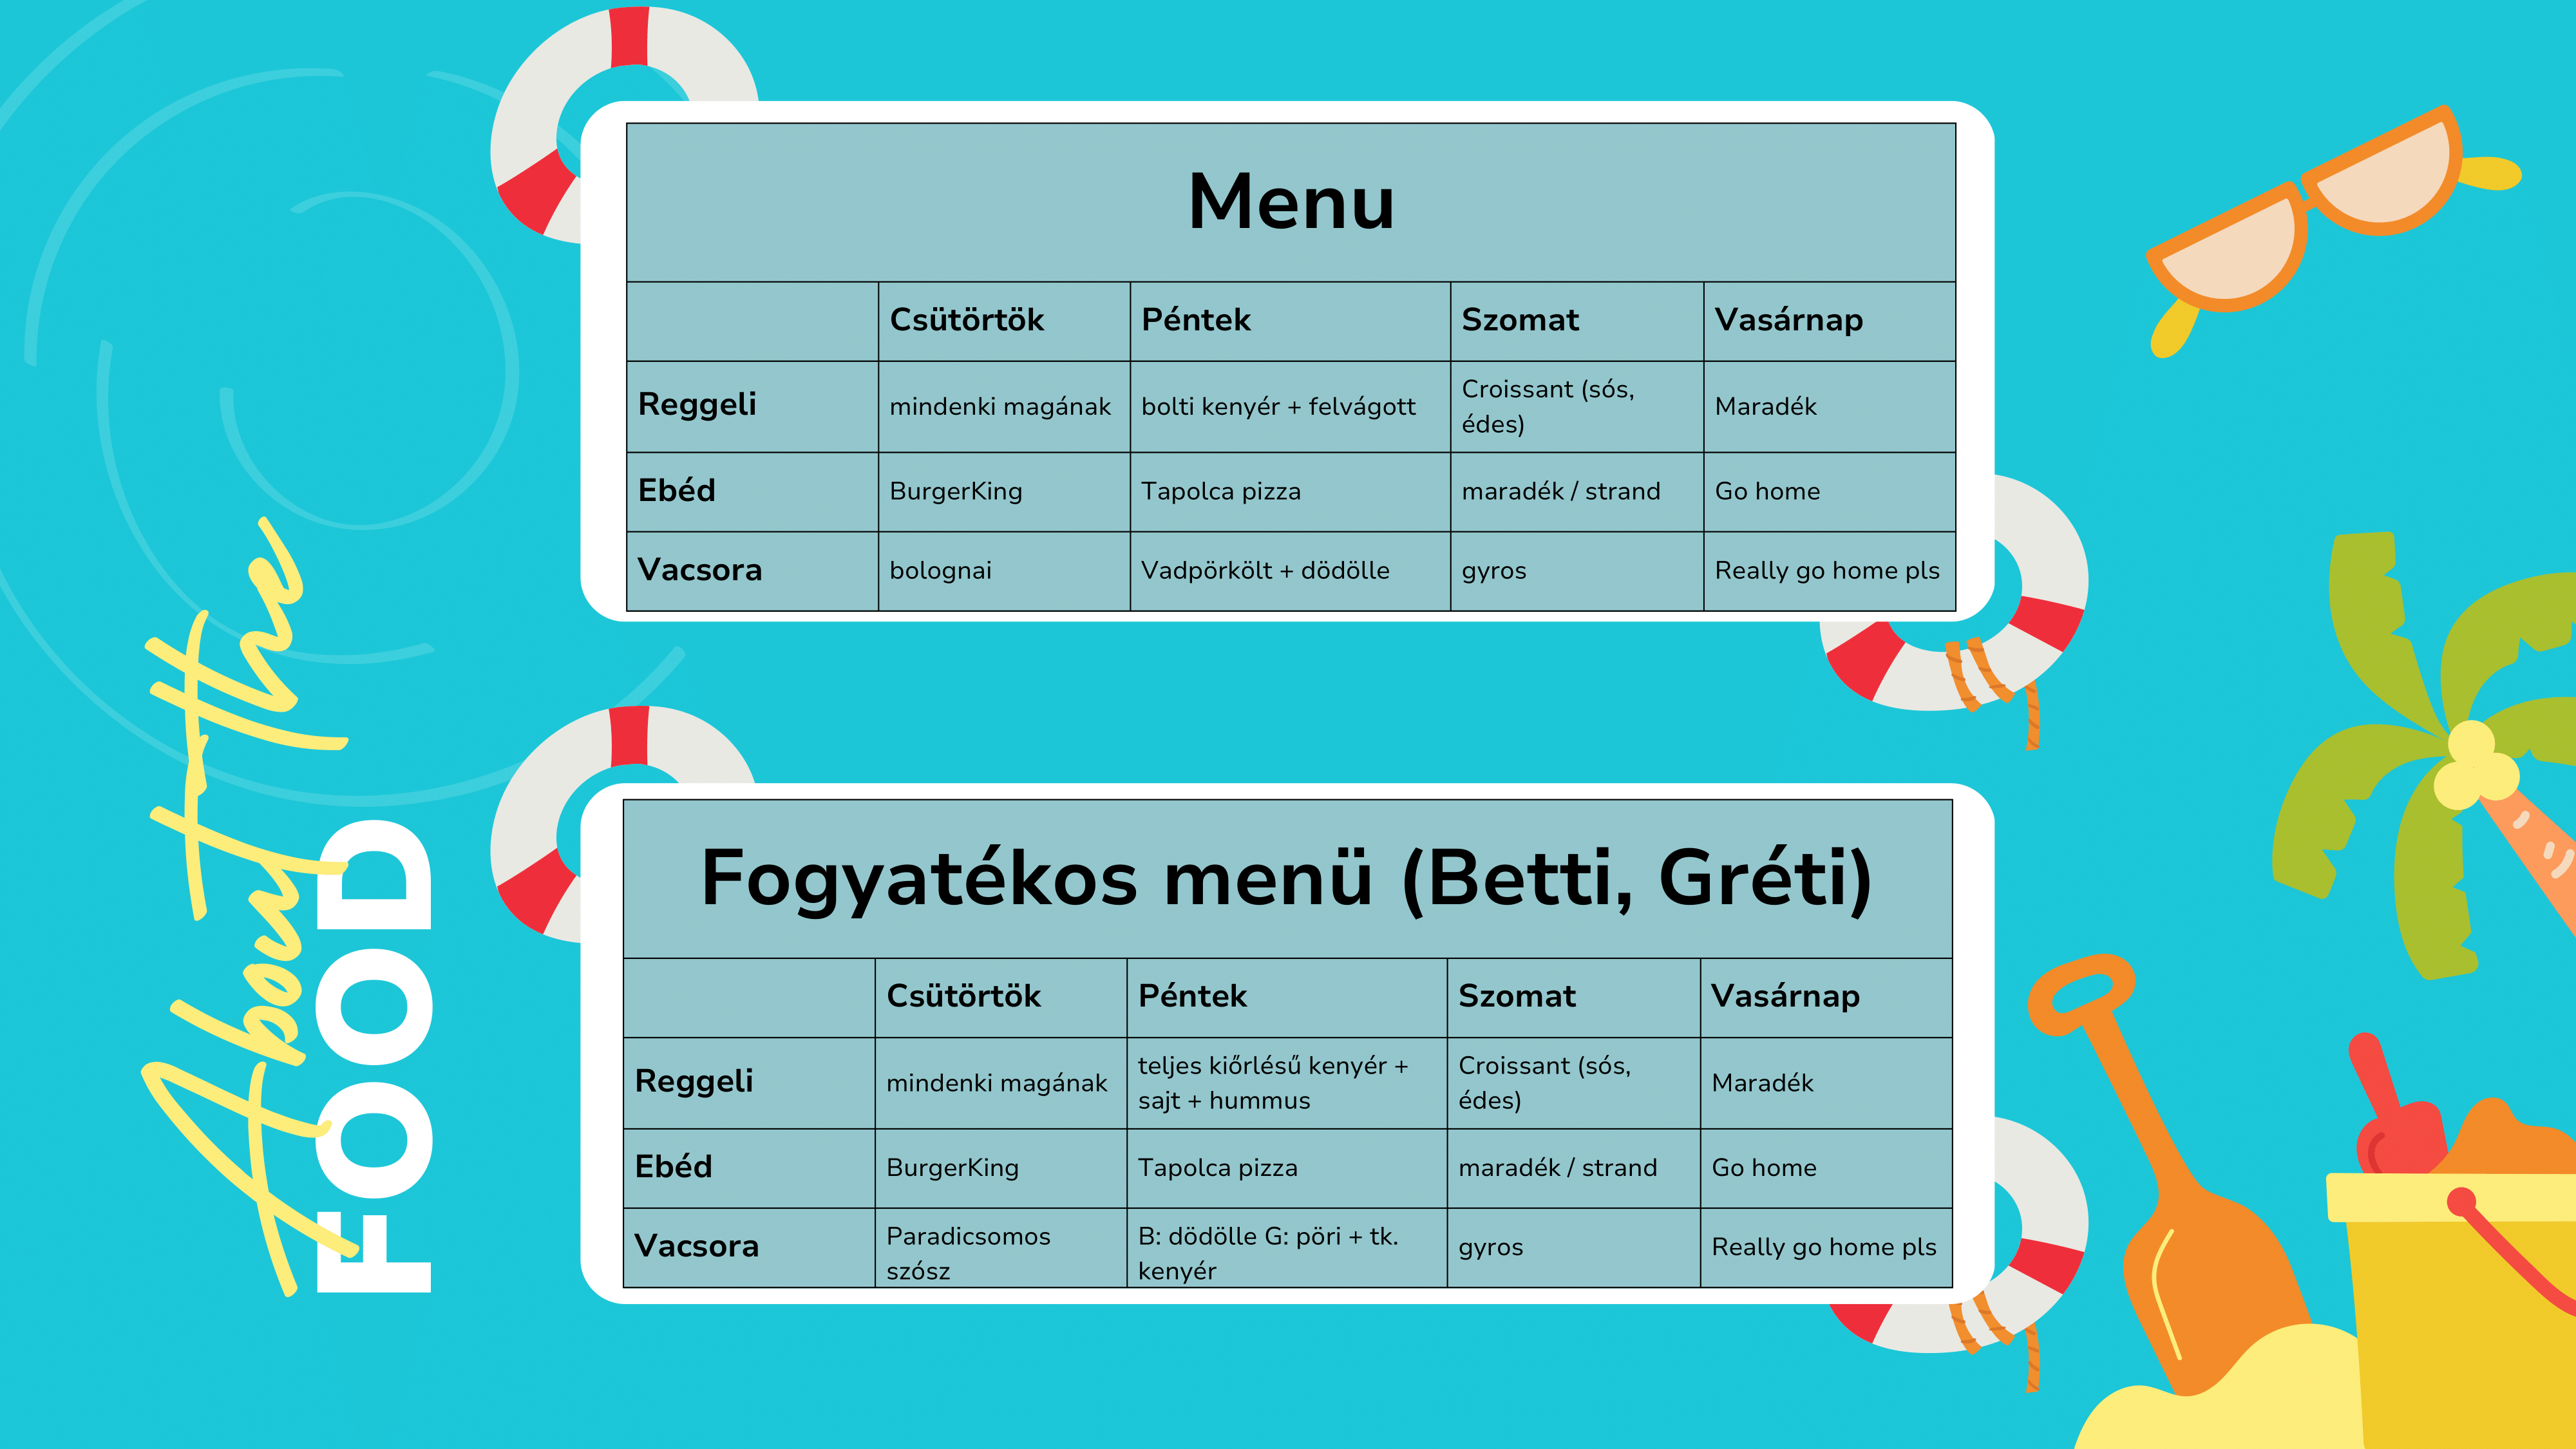 About the
FOOD
Menu
Csütörtök Péntek Szomat Vasárnap
Reggeli mindenki magának bolti kenyér + felvágott Croissant (sós,
édes) Maradék
Ebéd BurgerKing Tapolca pizza maradék / strand Go home
Vacsora bolognai Vadpörkölt + dödölle gyros Really go home pls
Fogyatékos menü (Betti, Gréti)
Csütörtök Péntek Szomat Vasárnap
Reggeli mindenki magának teljes kiőrlésű kenyér +
sajt + hummus Croissant (sós,
édes) Maradék
Ebéd BurgerKing Tapolca pizza maradék / strand Go home
Vacsora Paradicsomos
szósz B: dödölle G: pöri + tk.
kenyér gyros Really go home pls